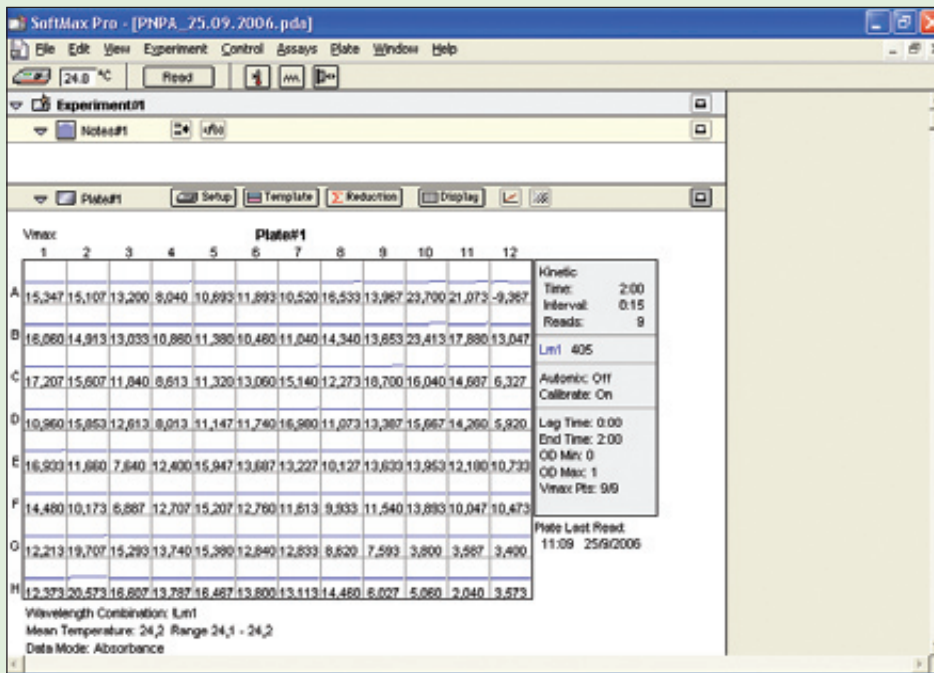 SoftMax Pro - [PNPA_25.09.2006.pda]
File Edit View Experiment Control Assays Plate Window Help
24.0 °C Read
Experiment#1
Notes#1
Plate#1 Setup Template Reduction Display
Vmax Plate#1
1 2 3 4 5 6 7 8 9 10 11 12
A 15,347 15,107 13,200 8,040 10,693 11,893 10,520 16,533 13,967 23,700 21,073 -9,367
B 16,060 14,913 13,033 10,860 11,380 10,460 11,040 14,340 13,653 23,413 17,880 13,047
C 17,207 15,607 11,840 8,613 11,320 13,060 15,140 12,273 18,700 16,040 14,687 6,327
D 10,960 15,853 12,613 8,013 11,147 11,740 16,980 11,073 13,387 15,667 14,260 5,920
E 16,933 11,660 7,640 12,400 15,947 13,687 13,227 10,127 13,633 13,953 12,180 10,733
F 14,480 10,173 6,887 12,707 15,207 12,760 11,613 9,933 11,540 13,893 10,047 10,473
G 12,213 19,707 15,293 13,740 15,380 12,840 12,833 8,620 7,593 3,800 3,587 3,400
H 12,373 20,573 16,607 13,787 16,467 13,800 13,113 14,460 6,027 5,060 2,040 3,573
Kinetic
Time: 2:00
Interval: 0:15
Reads: 9
Lm1 405
Automix: Off
Calibrate: On
Lag Time: 0:00
End Time: 2:00
OD Min: 0
OD Max: 1
Vmax Pts: 9/9
Plate Last Read:
11:09 25/9/2006
Wavelength Combination: !Lm1
Mean Temperature: 24,2 Range 24,1 - 24,2
Data Mode: Absorbance